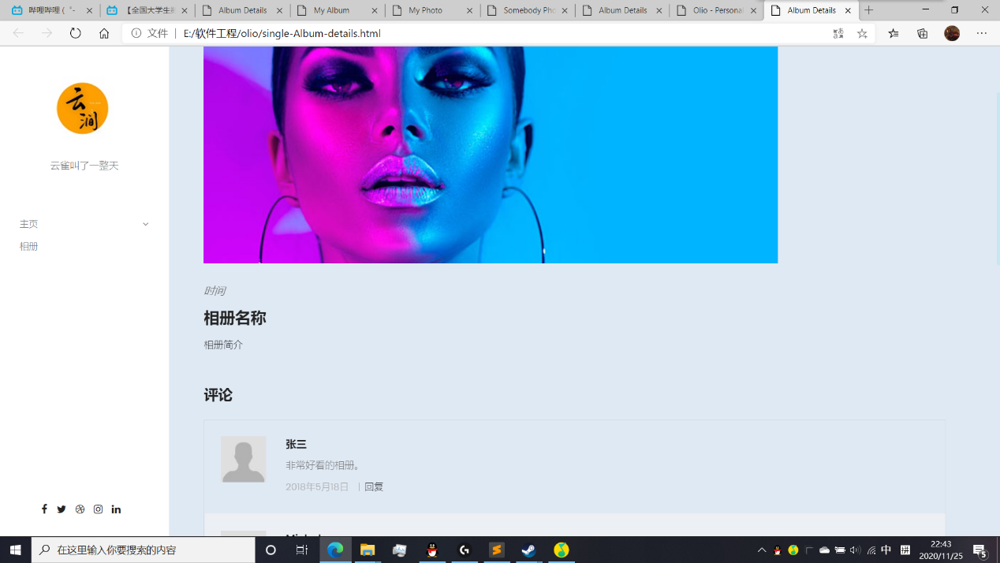 哔哩哔哩 ( ゜-
【全国大学生
Album Details
My Album
My Photo
Somebody Pho
Album Details
Olio - Personal
Album Details
文件
E:/软件工程/olio/single-Album-details.html
云涧
云雀叫了一整天
主页
相册
时间
相册名称
相册简介
评论
张三
非常好看的相册。
2018年5月18日 | 回复
在这里输入你要搜索的内容
中
拼
22:43
2020/11/25
5